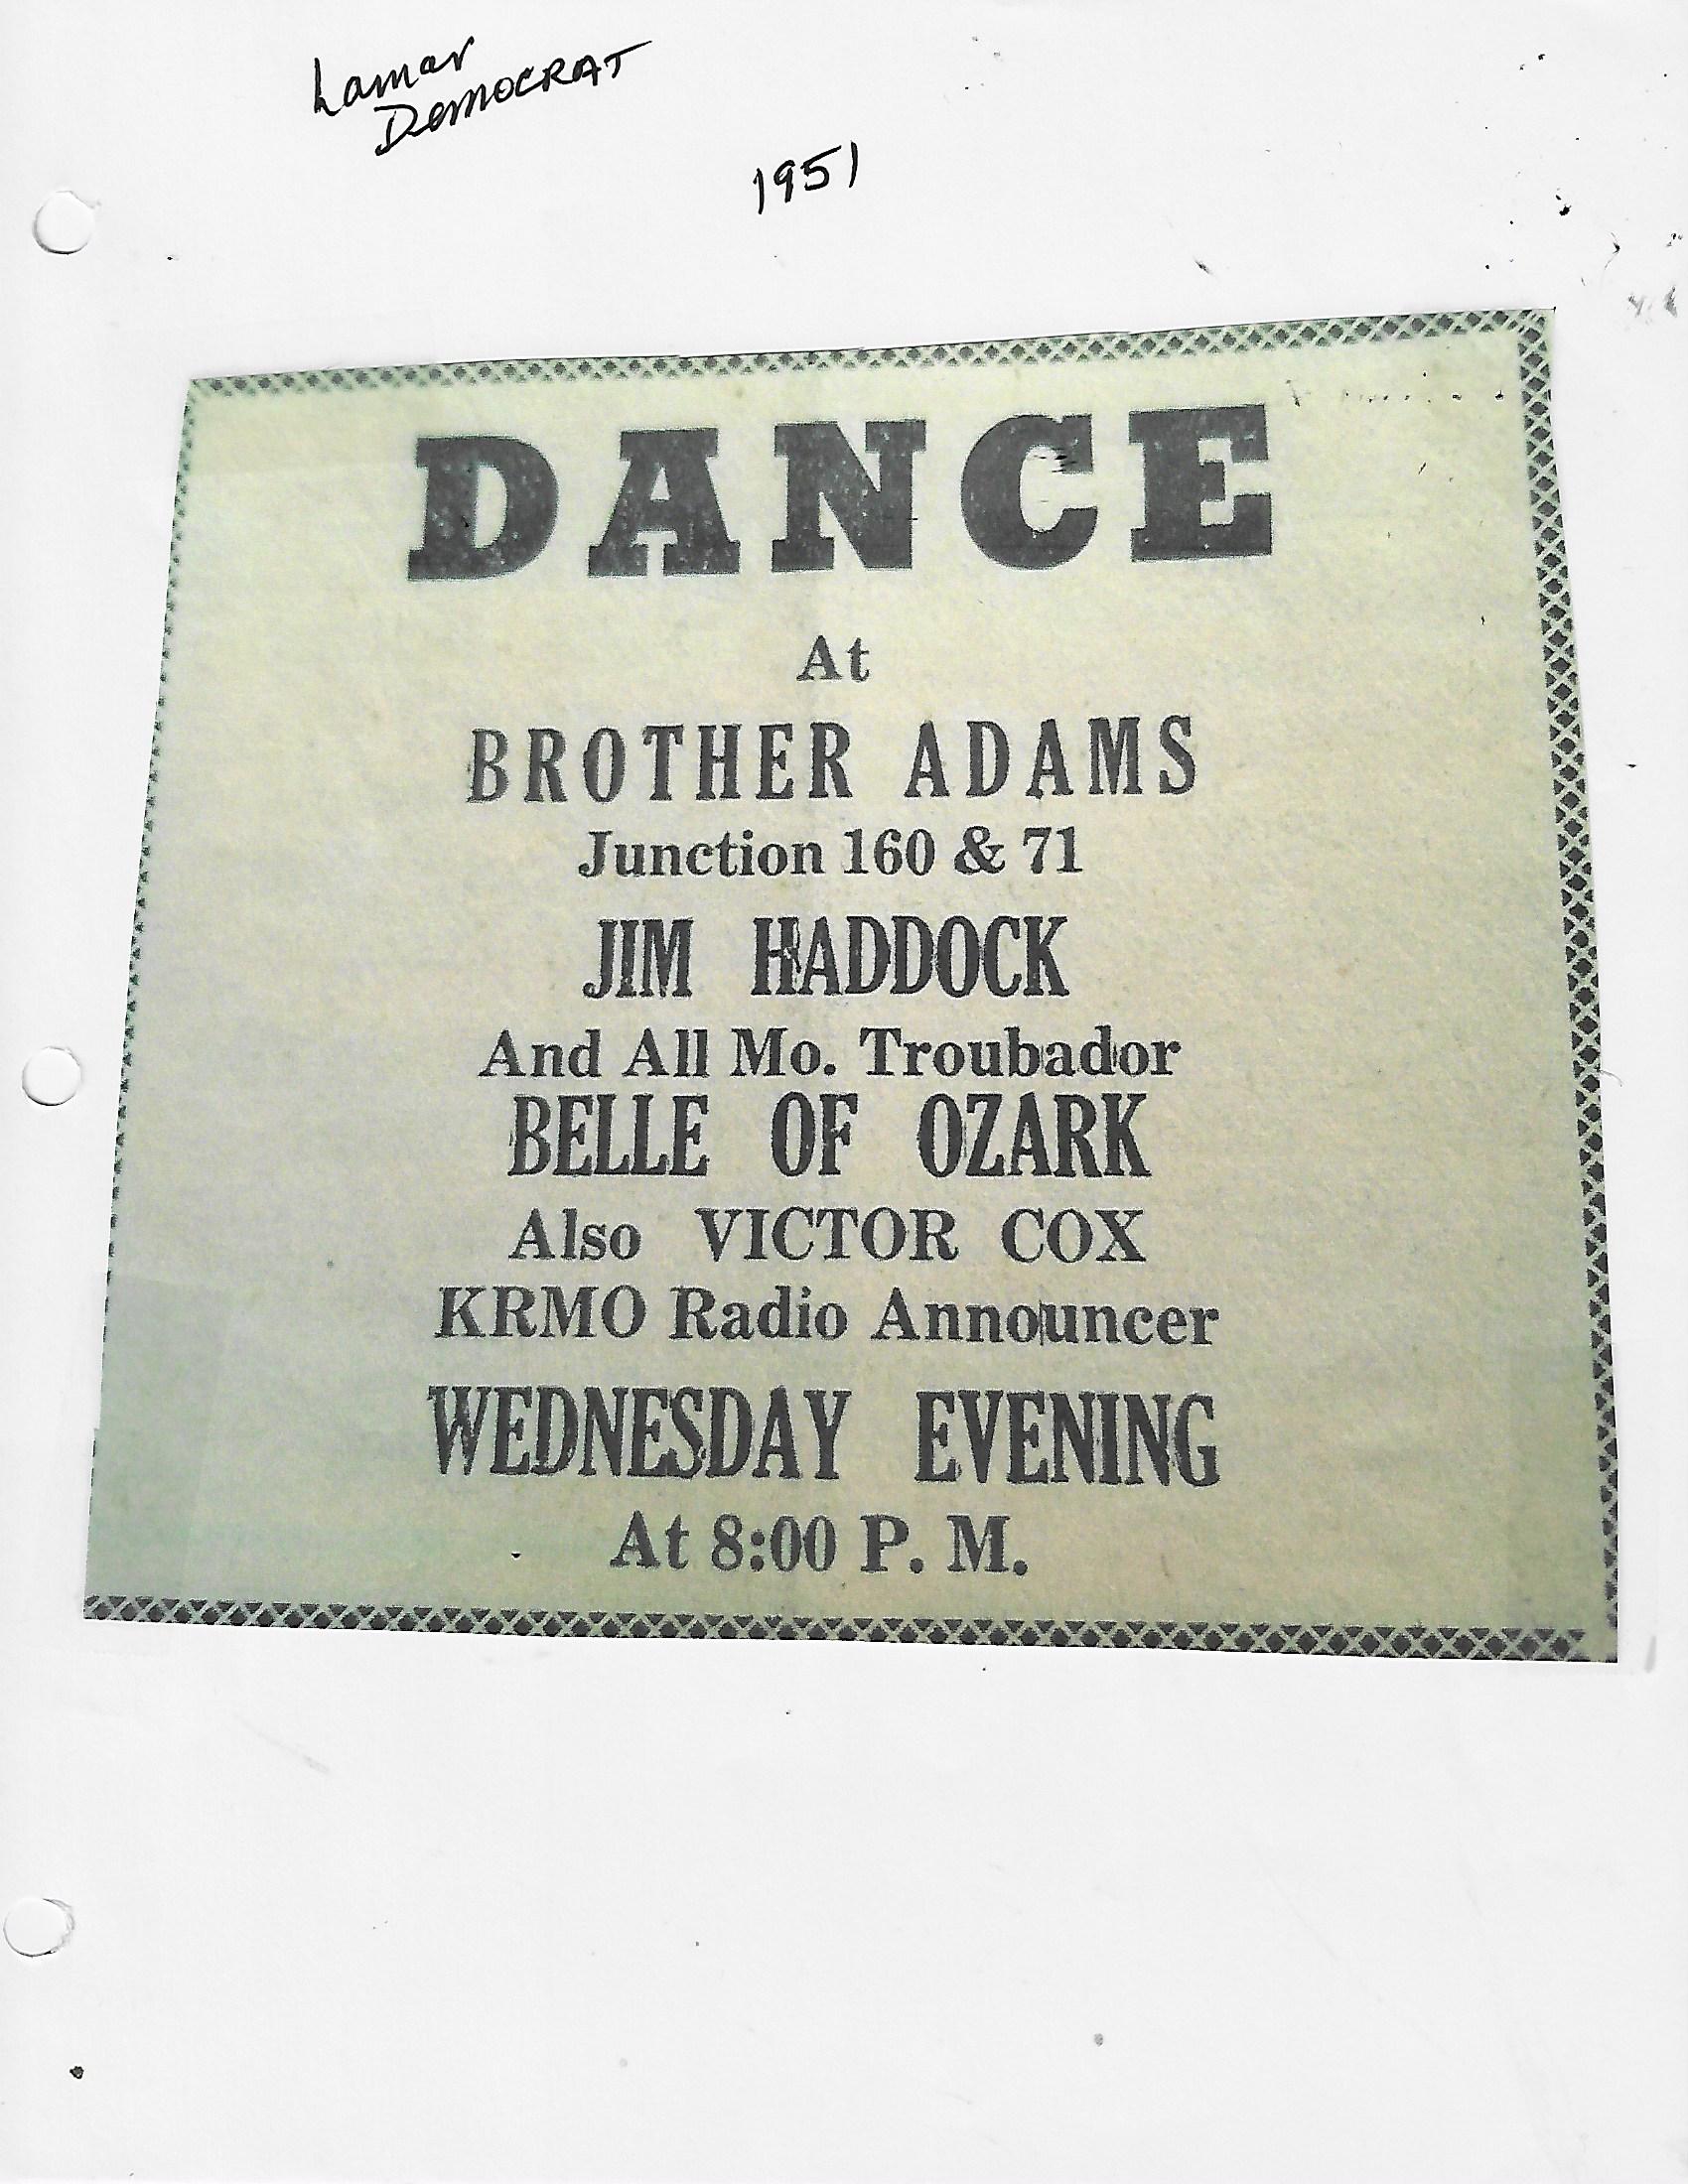 Lamar
DEMOCRAT
1951
DANCE
At
BROTHER ADAMS
Junction 160 & 71
JIM HADDOCK
And All Mo. Troubador
BELLE OF OZARK
Also VICTOR COX
KRMO Radio Announcer
WEDNESDAY EVENING
At 8:00 P. M.